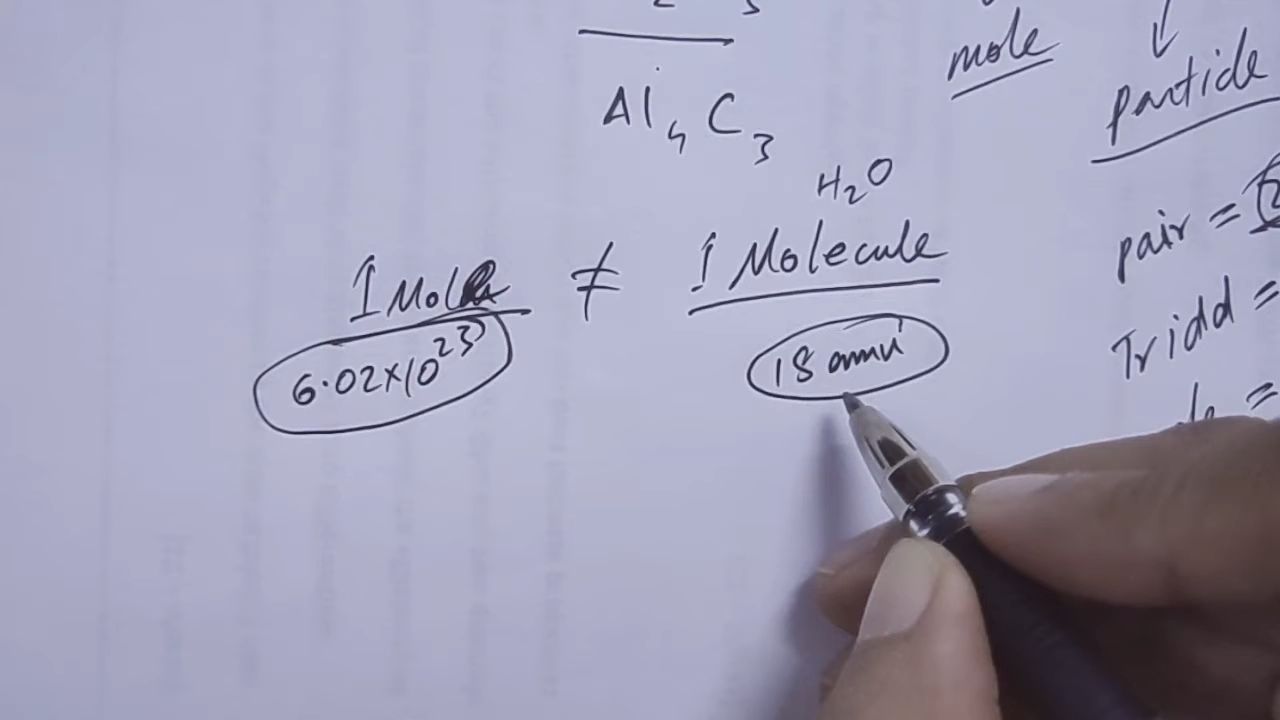 mole
particle
Al4C3
H2O
1 Mole ≠ 1 Molecule
6.02×10^23
18 amu
pair =
Tridd =